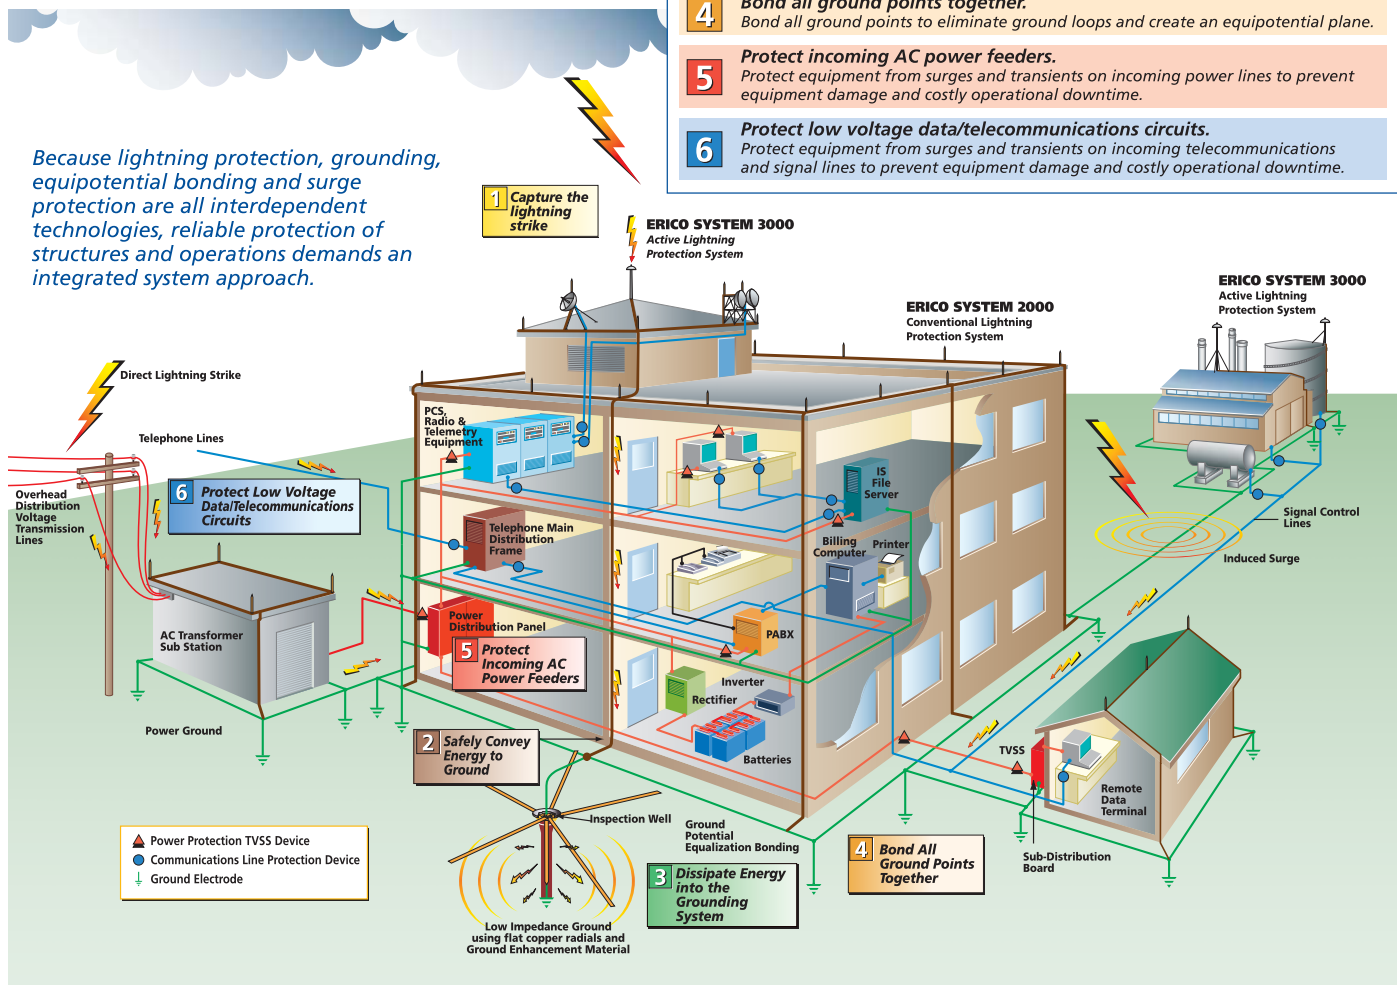 4
Bond all ground points together.
Bond all ground points to eliminate ground loops and create an equipotential plane.
5
Protect incoming AC power feeders.
Protect equipment from surges and transients on incoming power lines to prevent
equipment damage and costly operational downtime.
6
Protect low voltage data/telecommunications circuits.
Protect equipment from surges and transients on incoming telecommunications
and signal lines to prevent equipment damage and costly operational downtime.
Because lightning protection, grounding,
equipotential bonding and surge
protection are all interdependent
technologies, reliable protection of
structures and operations demands an
integrated system approach.
1
Capture the
lightning
strike
ERICO SYSTEM 3000
Active Lightning
Protection System
ERICO SYSTEM 2000
Conventional Lightning
Protection System
ERICO SYSTEM 3000
Active Lightning
Protection System
Direct Lightning Strike
Telephone Lines
Overhead
Distribution
Voltage
Transmission
Lines
6
Protect Low Voltage
Data/Telecommunications
Circuits
PCS,
Radio &
Telemetry
Equipment
IS
File
Server
Telephone Main
Distribution
Frame
Billing
Computer
Printer
Signal Control
Lines
Induced Surge
AC Transformer
Sub Station
Power
Distribution Panel
5
Protect
Incoming AC
Power Feeders
PABX
Inverter
Rectifier
Batteries
Power Ground
2
Safely Convey
Energy to
Ground
TVSS
Remote
Data
Terminal
Sub-Distribution
Board
Inspection Well
Ground
Potential
Equalization Bonding
Power Protection TVSS Device
Communications Line Protection Device
Ground Electrode
3
Dissipate Energy
into the
Grounding
System
4
Bond All
Ground Points
Together
Low Impedance Ground
using flat copper radials and
Ground Enhancement Material